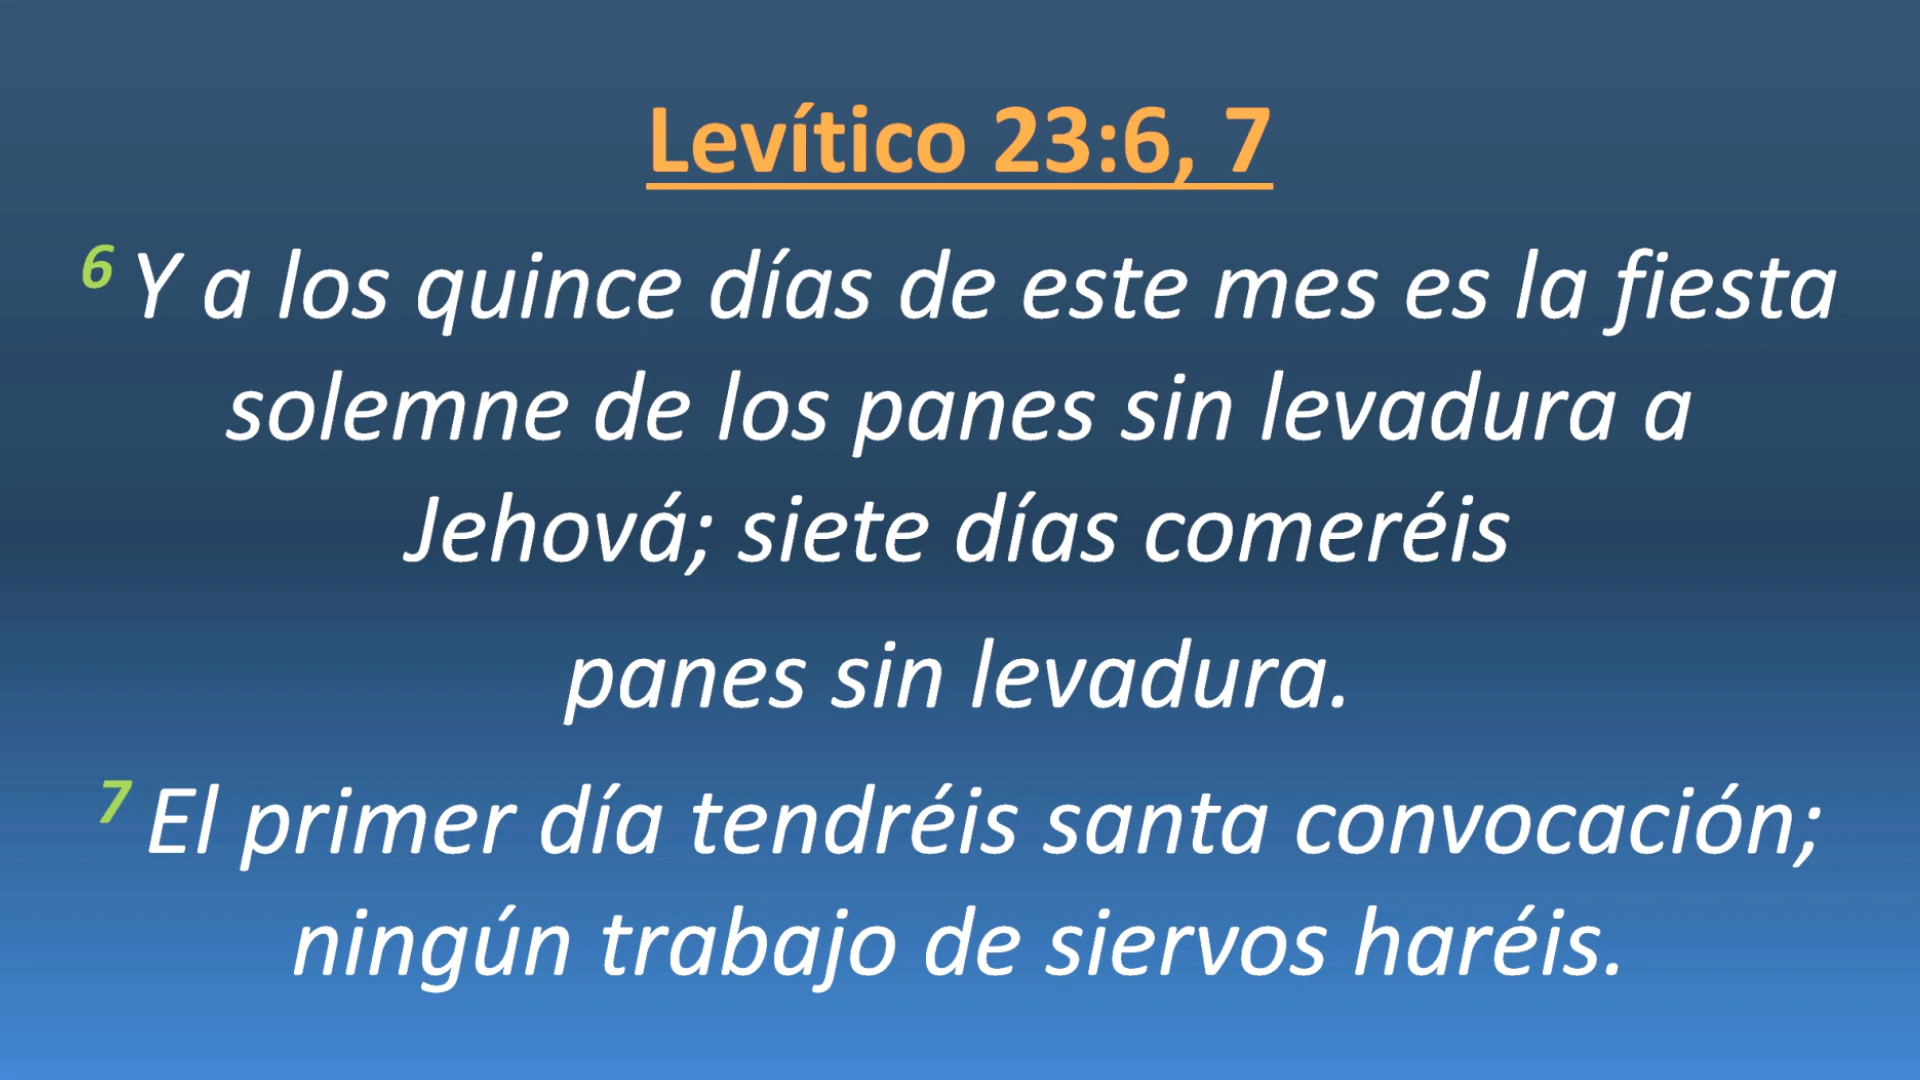 Levítico 23:6, 7
6 Y a los quince días de este mes es la fiesta
solemne de los panes sin levadura a
Jehová; siete días comeréis
panes sin levadura.
7 El primer día tendréis santa convocación;
ningún trabajo de siervos haréis.